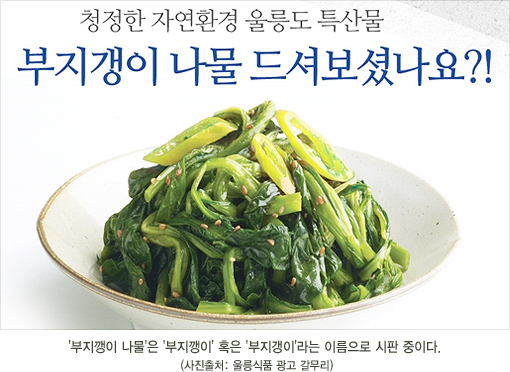 청정한 자연환경 울릉도 특산물
부지갱이 나물 드셔보셨나요?!
'부지깽이 나물'은 '부지깽이' 혹은 '부지갱이'라는 이름으로 시판 중이다.
(사진출처: 울릉식품 광고 갈무리)